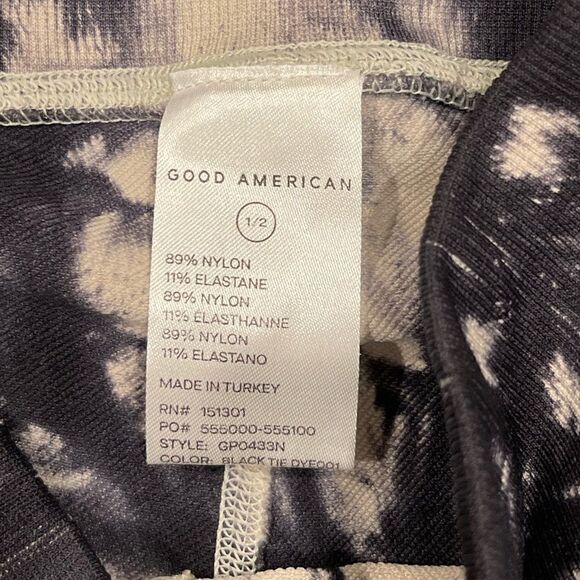 GOOD AMERICAN
1/2
89% NYLON
11% ELASTANE
89% NYLON
11% ELASTHANNE
89% NYLON
11% ELASTANO
MADE IN TURKEY
RN# 151301
PO# 555000-555100
STYLE: GP0433N
COLOR: BLACK TIE DYE001